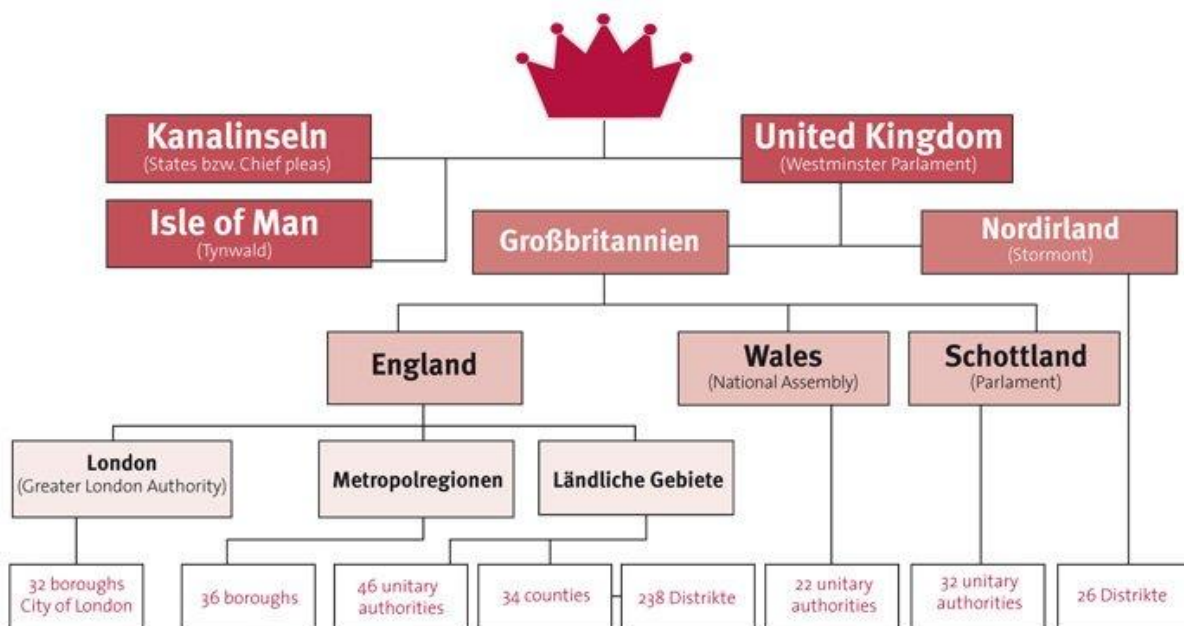 Kanalinseln
(States bzw. Chief pleas)
United Kingdom
(Westminster Parlament)
Isle of Man
(Tynwald)
Großbritannien
Nordirland
(Stormont)
England
Wales
(National Assembly)
Schottland
(Parlament)
London
(Greater London Authority)
Metropolregionen
Ländliche Gebiete
32 boroughs
City of London
36 boroughs
46 unitary
authorities
34 counties
238 Distrikte
22 unitary
authorities
32 unitary
authorities
26 Distrikte